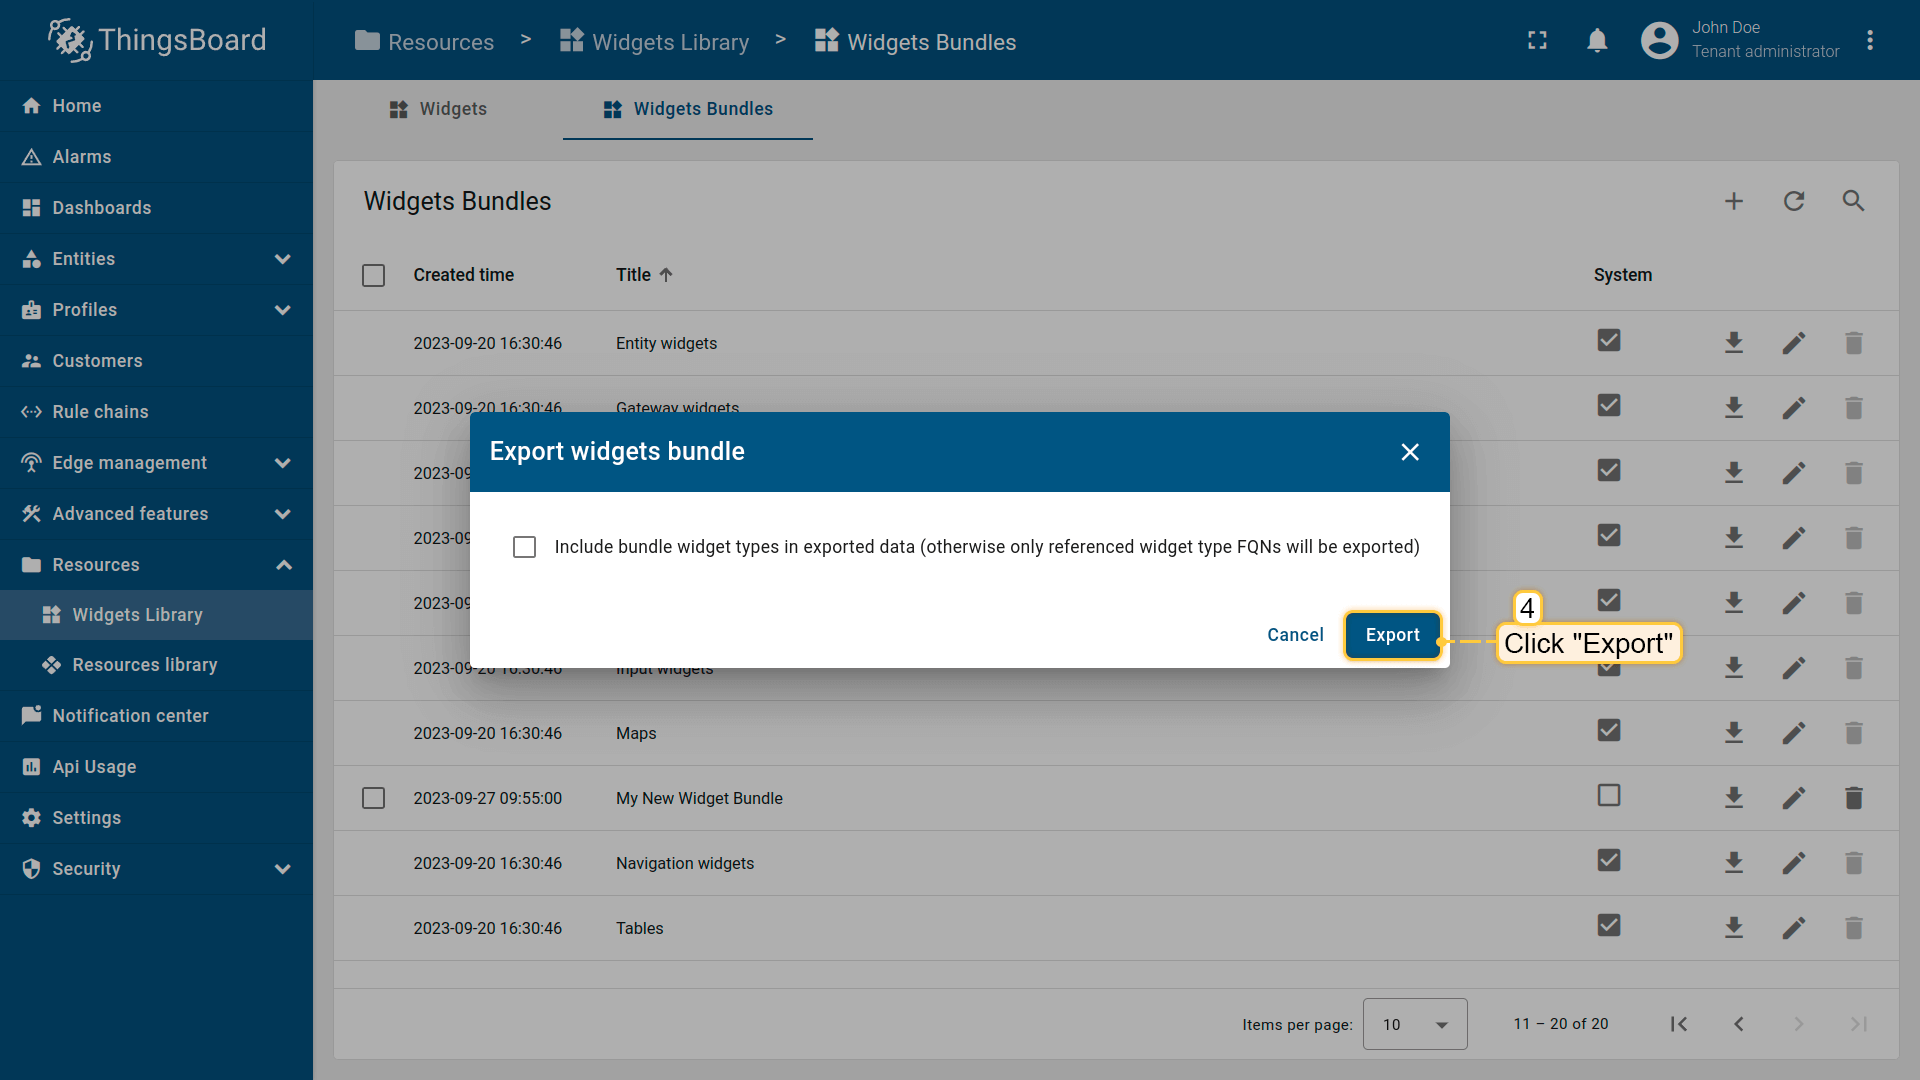 ThingsBoard
Resources > Widgets Library > Widgets Bundles
John Doe
Tenant administrator
Home
Alarms
Dashboards
Entities
Profiles
Customers
Rule chains
Edge management
Advanced features
Resources
Widgets Library
Resources library
Notification center
Api Usage
Settings
Security
Widgets
Widgets Bundles
Widgets Bundles
Created time Title System
2023-09-20 16:30:46 Entity widgets
2023-09-20 16:30:46 Gateway widgets
2023-09
2023-09
2023-09
Export widgets bundle
Include bundle widget types in exported data (otherwise only referenced widget type FQNs will be exported)
Cancel Export
4
Click "Export"
2023-09-20 16:30:46 Input widgets
2023-09-20 16:30:46 Maps
2023-09-27 09:55:00 My New Widget Bundle
2023-09-20 16:30:46 Navigation widgets
2023-09-20 16:30:46 Tables
Items per page: 10 11 – 20 of 20